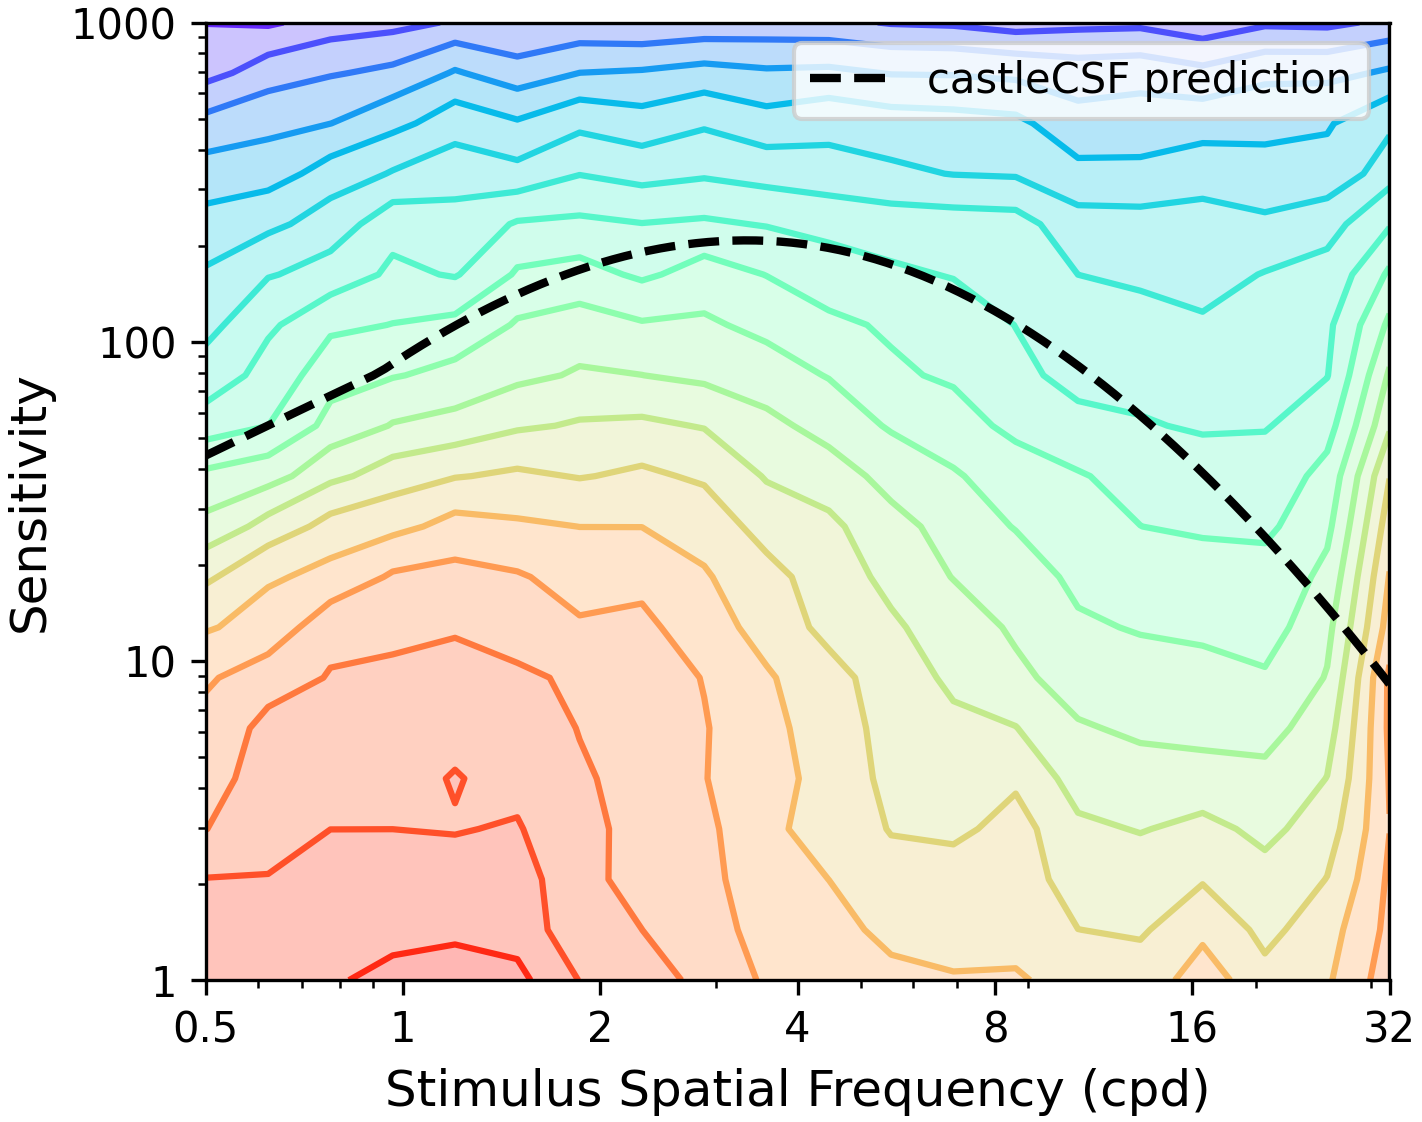 1000
castleCSF prediction
100
Sensitivity
10
1
0.5 1 2 4 8 16 32
Stimulus Spatial Frequency (cpd)